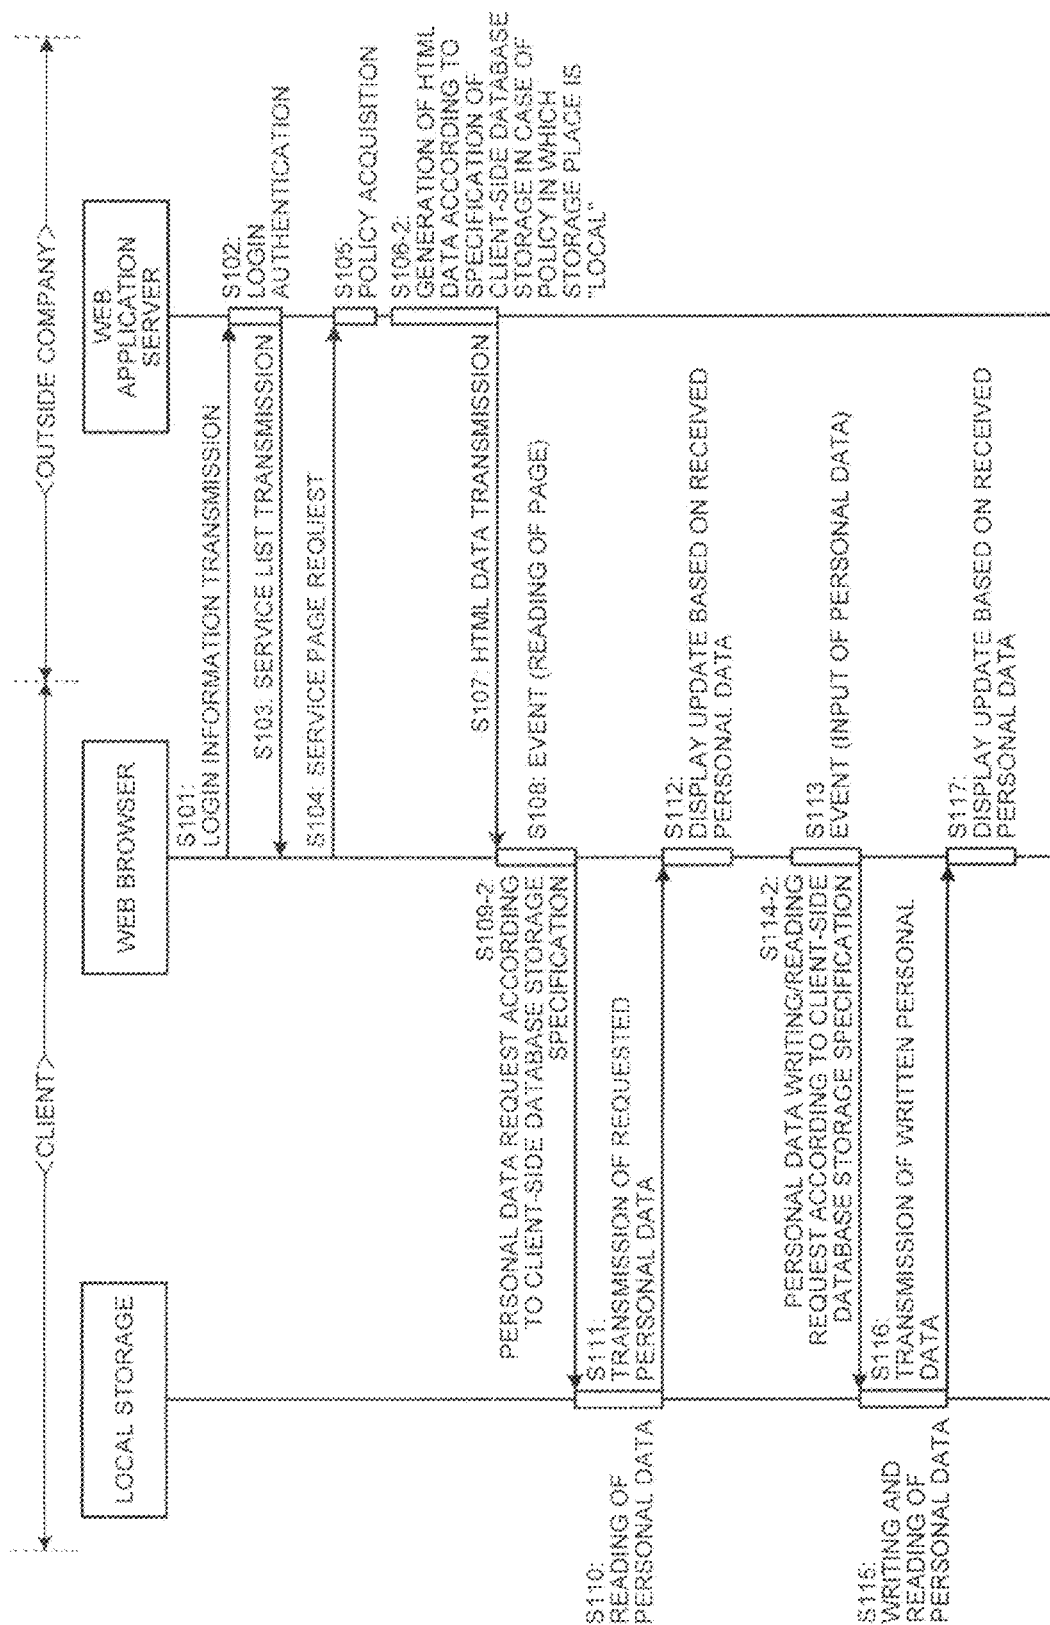 <CLIENT>
<OUTSIDE COMPANY>
LOCAL STORAGE
WEB BROWSER
WEB
APPLICATION
SERVER
S101:
LOGIN INFORMATION TRANSMISSION
S102:
LOGIN
AUTHENTICATION
S103: SERVICE LIST TRANSMISSION
S104: SERVICE PAGE REQUEST
S105:
POLICY ACQUISITION
S106-2:
GENERATION OF HTML
DATA ACCORDING TO
SPECIFICATION OF
CLIENT-SIDE DATABASE
STORAGE IN CASE OF
POLICY IN WHICH
STORAGE PLACE IS
"LOCAL"
S107: HTML DATA TRANSMISSION
S108: EVENT (READING OF PAGE)
S109-2:
PERSONAL DATA REQUEST ACCORDING
TO CLIENT-SIDE DATABASE STORAGE
SPECIFICATION
S110:
READING OF
PERSONAL DATA
S111:
TRANSMISSION OF REQUESTED
PERSONAL DATA
S112:
DISPLAY UPDATE BASED ON RECEIVED
PERSONAL DATA
S113
EVENT (INPUT OF PERSONAL DATA)
S114-2:
PERSONAL DATA WRITING/READING
REQUEST ACCORDING TO CLIENT-SIDE
DATABASE STORAGE SPECIFICATION
S115:
WRITING AND
READING OF
PERSONAL DATA
S116:
TRANSMISSION OF WRITTEN PERSONAL
DATA
S117:
DISPLAY UPDATE BASED ON RECEIVED
PERSONAL DATA